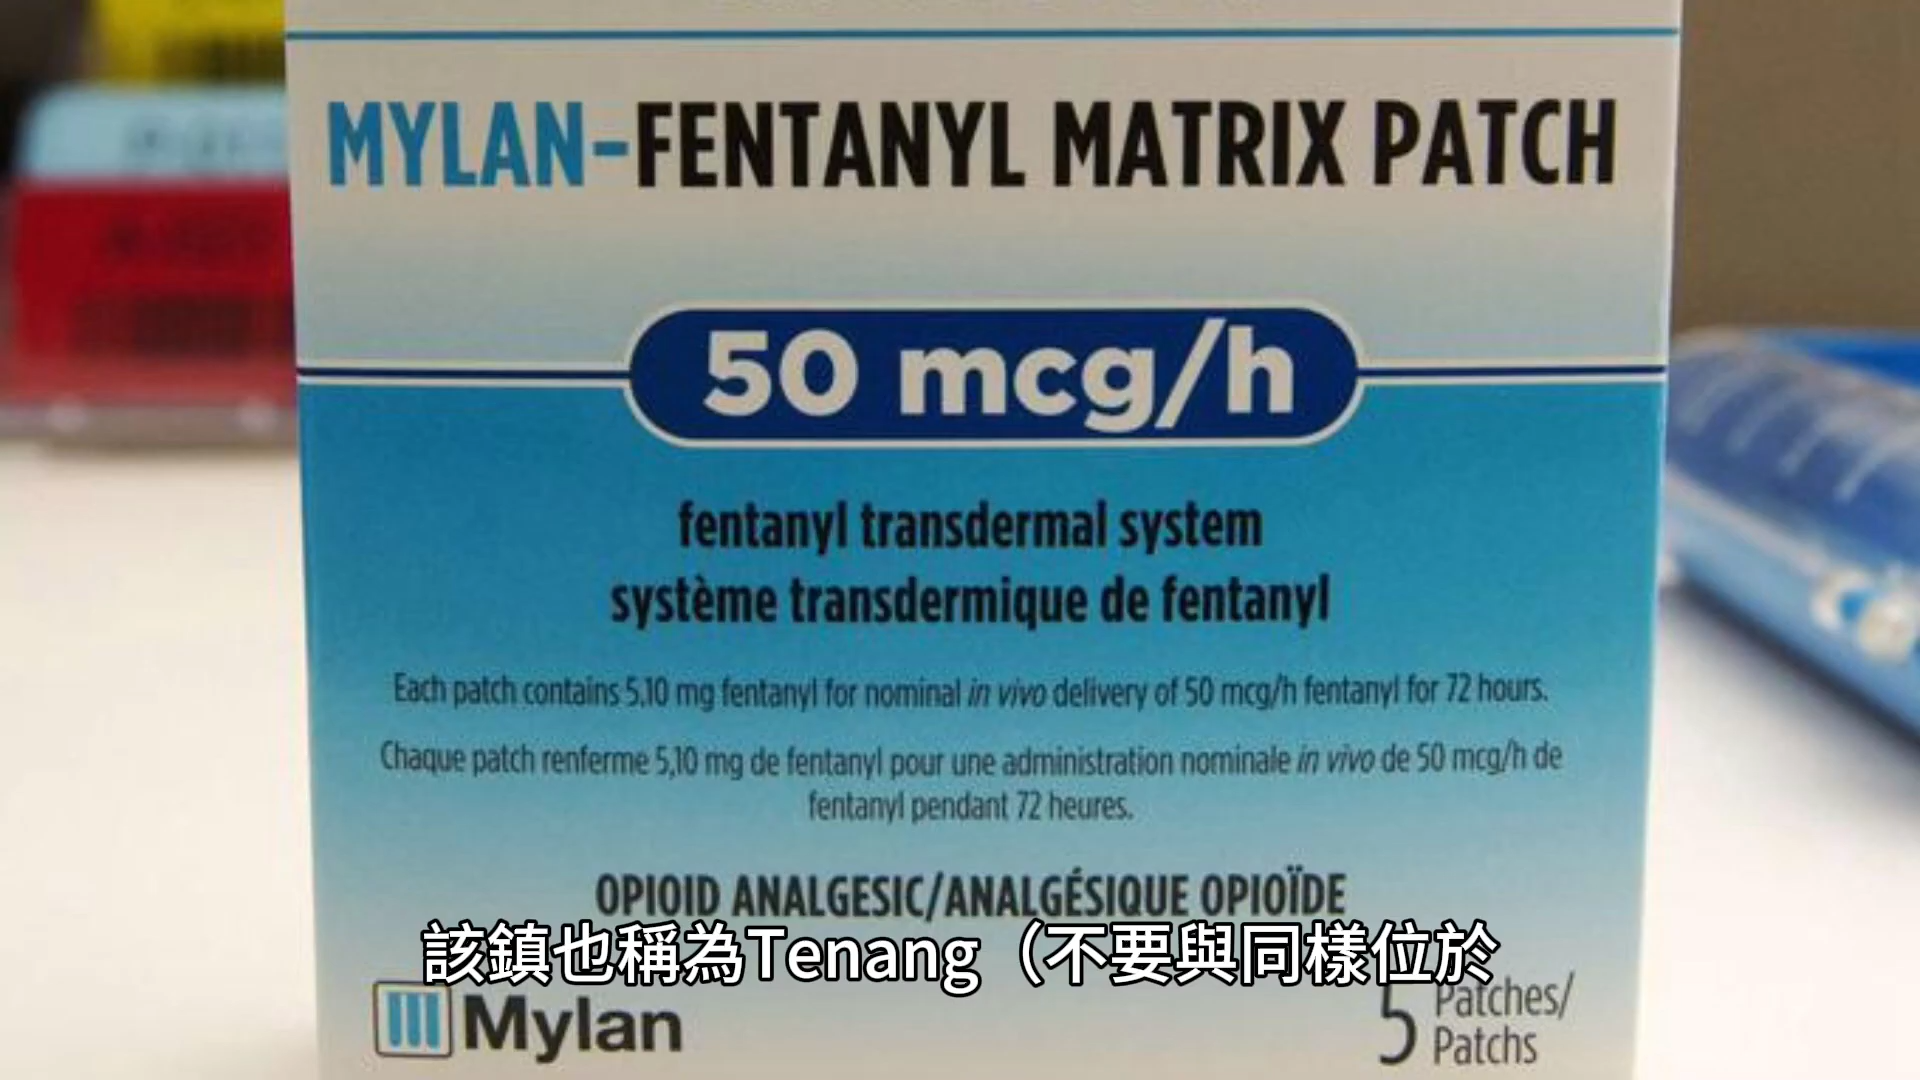 MYLAN-FENTANYL MATRIX PATCH
50 mcg/h
fentanyl transdermal system
système transdermique de fentanyl
Each patch contains 5.10 mg fentanyl for nominal in vivo delivery of 50 mcg/h fentanyl for 72 hours.
Chaque patch renferme 5,10 mg de fentanyl pour une administration nominale in vivo de 50 mcg/h de
fentanyl pendant 72 heures.
OPIOID ANALGESIC/ANALGÉSIQUE OPIOÏDE
該鎮也稱為Tenang（不要與同樣位於
Mylan
5 Patches/
Patchs